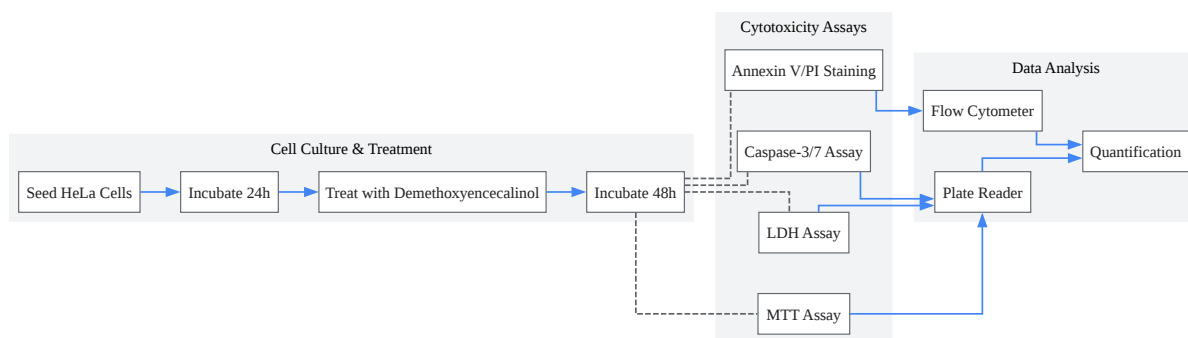 Cytotoxicity Assays
Annexin V/PI Staining
Data Analysis
Flow Cytometer
Cell Culture & Treatment
Caspase-3/7 Assay
Quantification
Seed HeLa Cells
Incubate 24h
Treat with Demethoxyencecalinol
Incubate 48h
Plate Reader
LDH Assay
MTT Assay